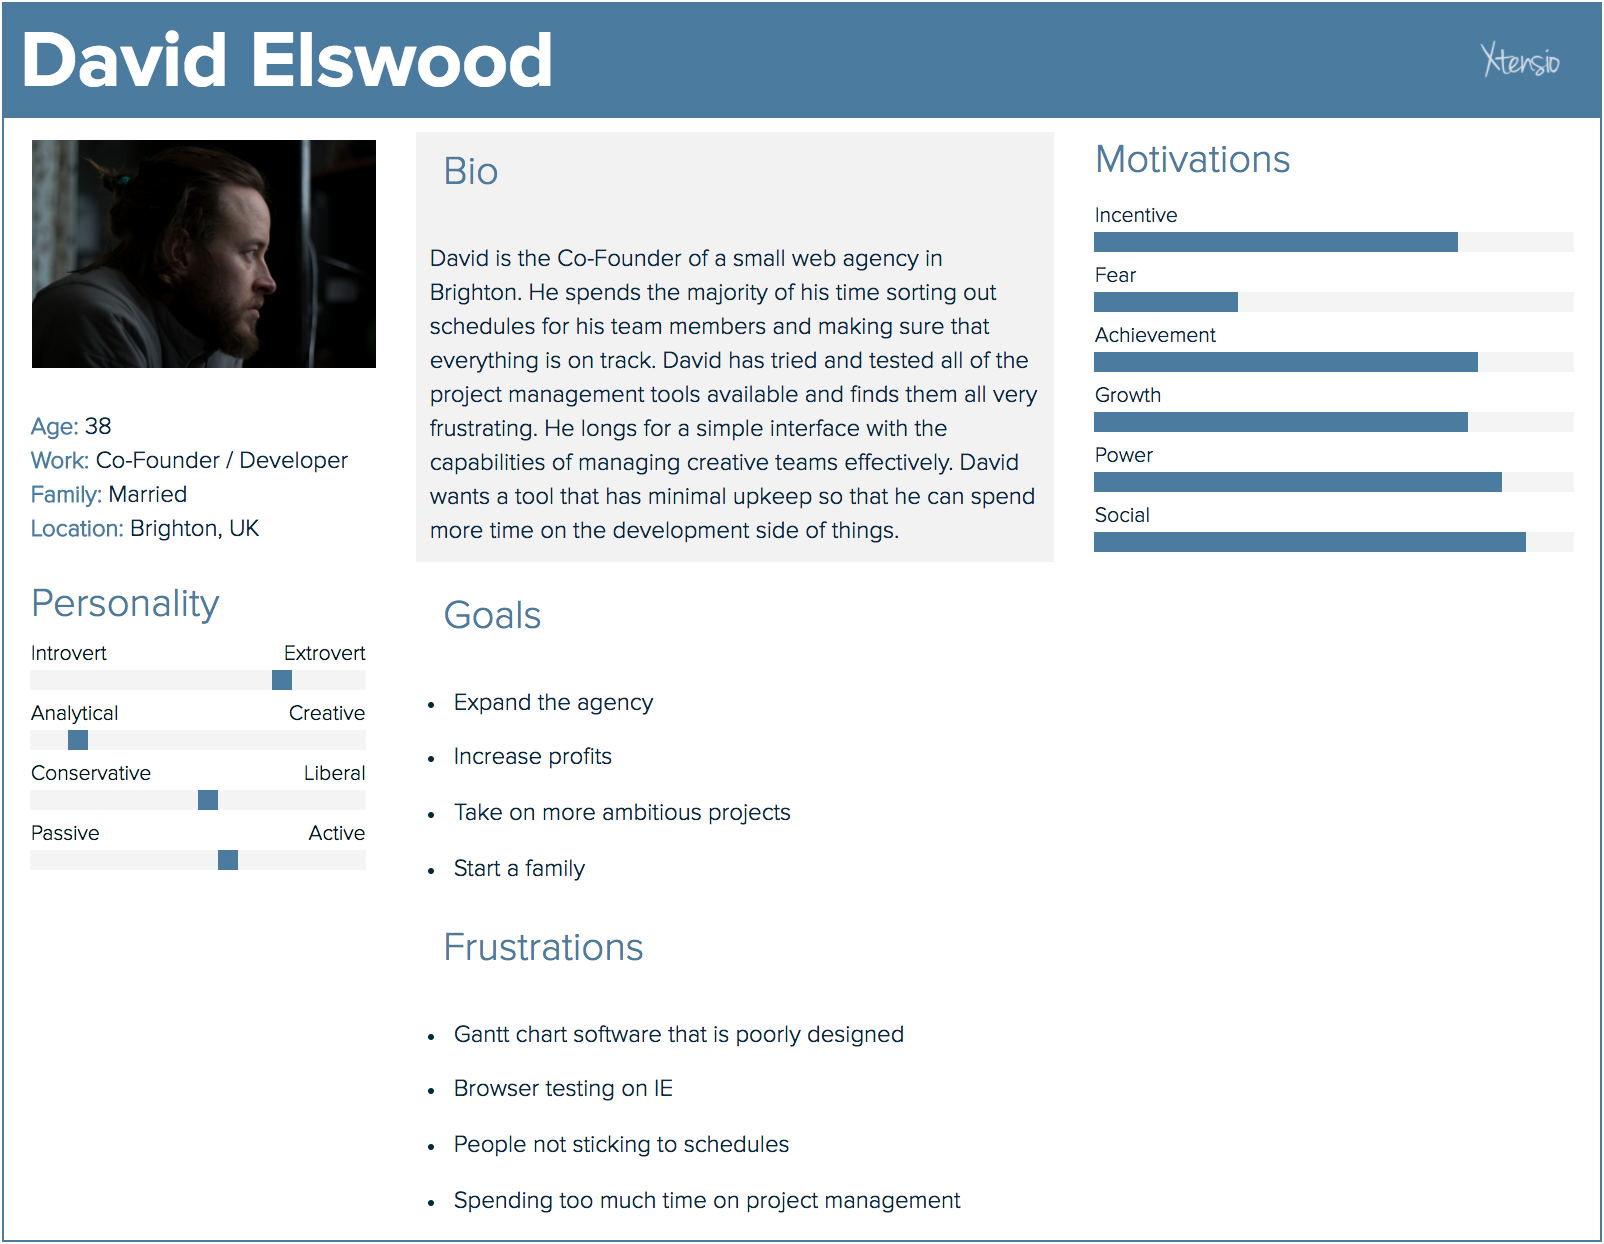 David Elswood
Xtensio
Age: 38
Work: Co-Founder / Developer
Family: Married
Location: Brighton, UK
Personality
Introvert Extrovert
Analytical Creative
Conservative Liberal
Passive Active
Bio
David is the Co-Founder of a small web agency in
Brighton. He spends the majority of his time sorting out
schedules for his team members and making sure that
everything is on track. David has tried and tested all of the
project management tools available and finds them all very
frustrating. He longs for a simple interface with the
capabilities of managing creative teams effectively. David
wants a tool that has minimal upkeep so that he can spend
more time on the development side of things.
Goals
• Expand the agency
• Increase profits
• Take on more ambitious projects
• Start a family
Frustrations
• Gantt chart software that is poorly designed
• Browser testing on IE
• People not sticking to schedules
• Spending too much time on project management
Motivations
Incentive
Fear
Achievement
Growth
Power
Social